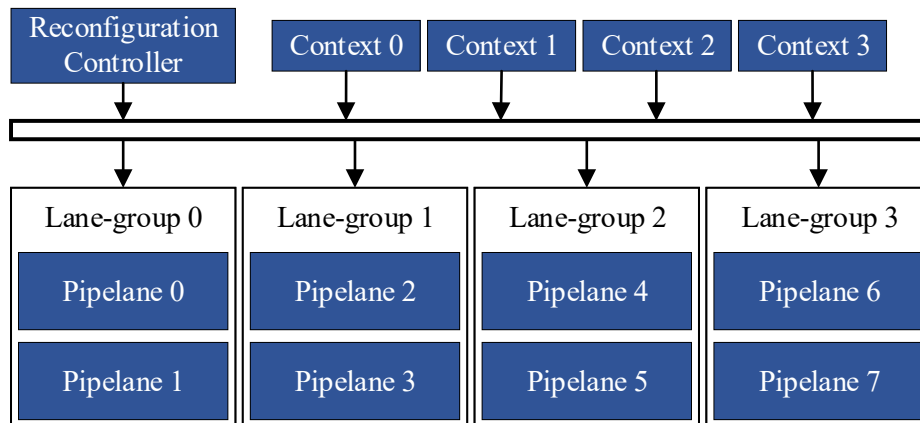 Reconfiguration
Controller
Context 0
Context 1
Context 2
Context 3
Lane-group 0
Lane-group 1
Lane-group 2
Lane-group 3
Pipelane 0
Pipelane 2
Pipelane 4
Pipelane 6
Pipelane 1
Pipelane 3
Pipelane 5
Pipelane 7